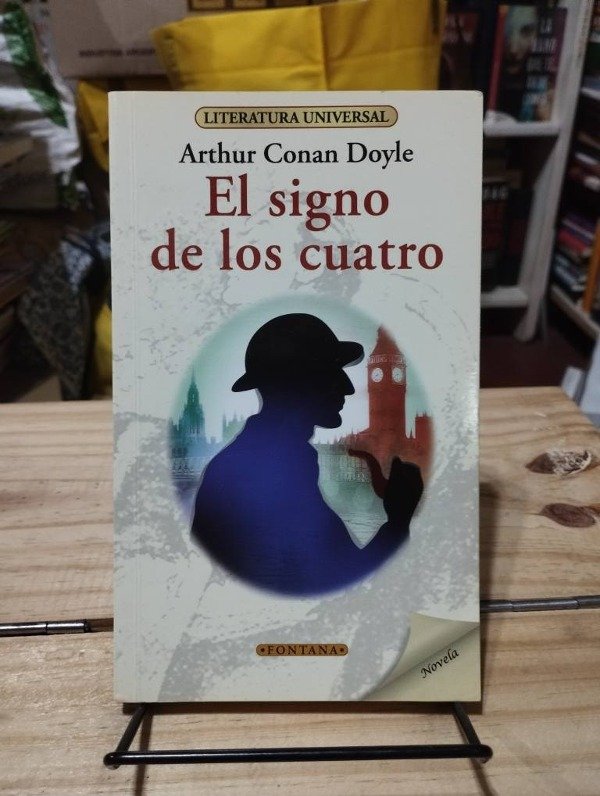 LITERATURA UNIVERSAL
Arthur Conan Doyle
El signo
de los cuatro
•FONTANA•
Novela